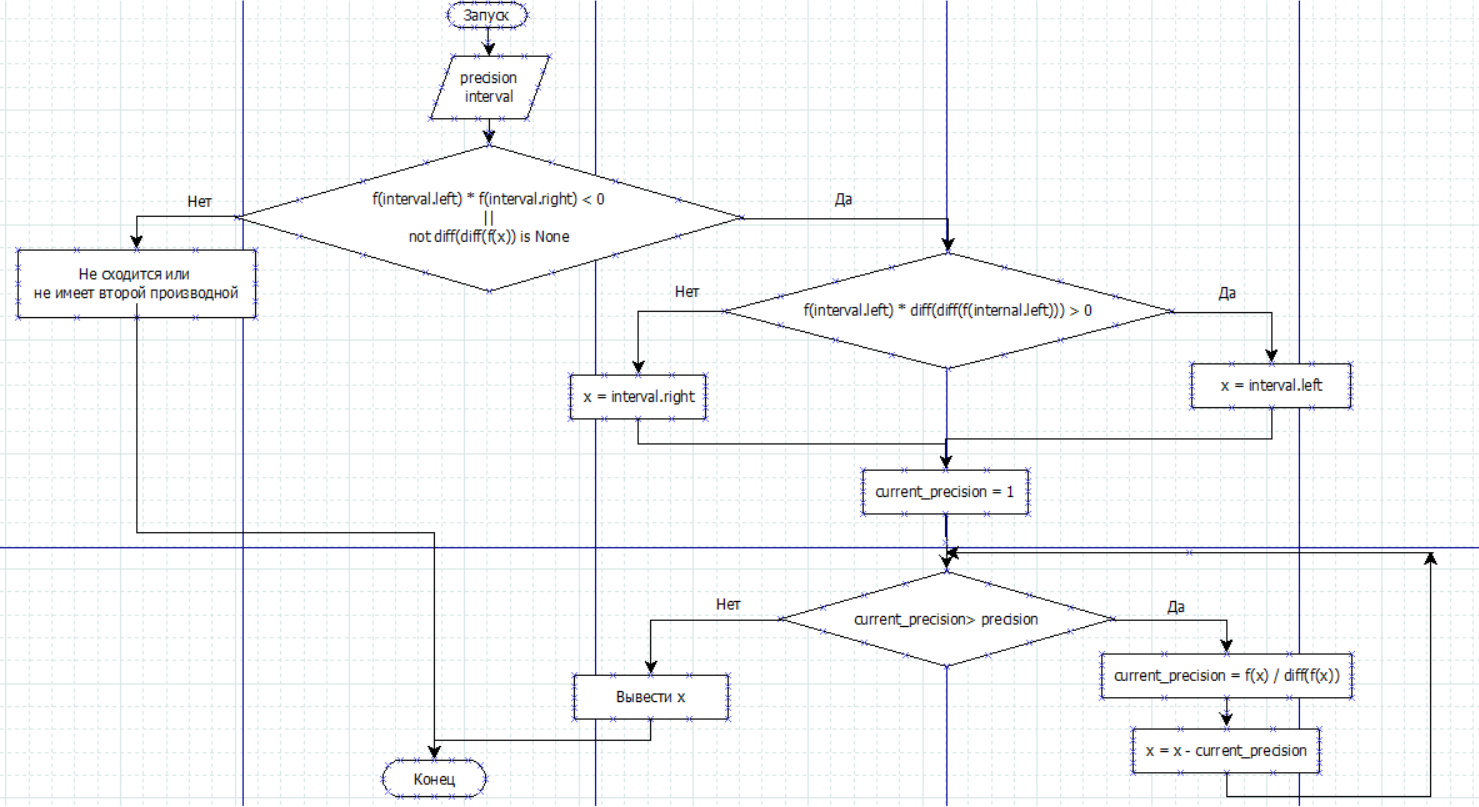 Запуск
precision
interval
f(interval.left) * f(interval.right) < 0
||
not diff(diff(f(x)) is None
Нет
Да
Не сходится или
не имеет второй производной
f(interval.left) * diff(diff(f(internal.left))) > 0
Нет
Да
x = interval.right
x = interval.left
current_precision = 1
current_precision> precision
Нет
Да
Вывести x
current_precision = f(x) / diff(f(x))
x = x - current_precision
Конец